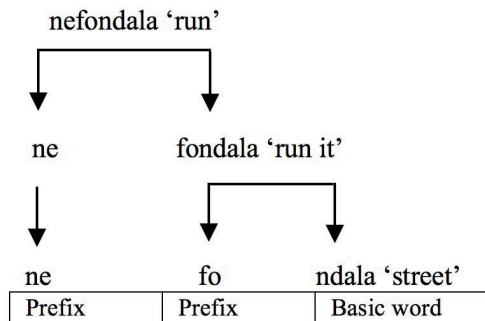 nefondala ‘run’
ne fondala ‘run it’
ne fo ndala ‘street’
Prefix Prefix Basic word